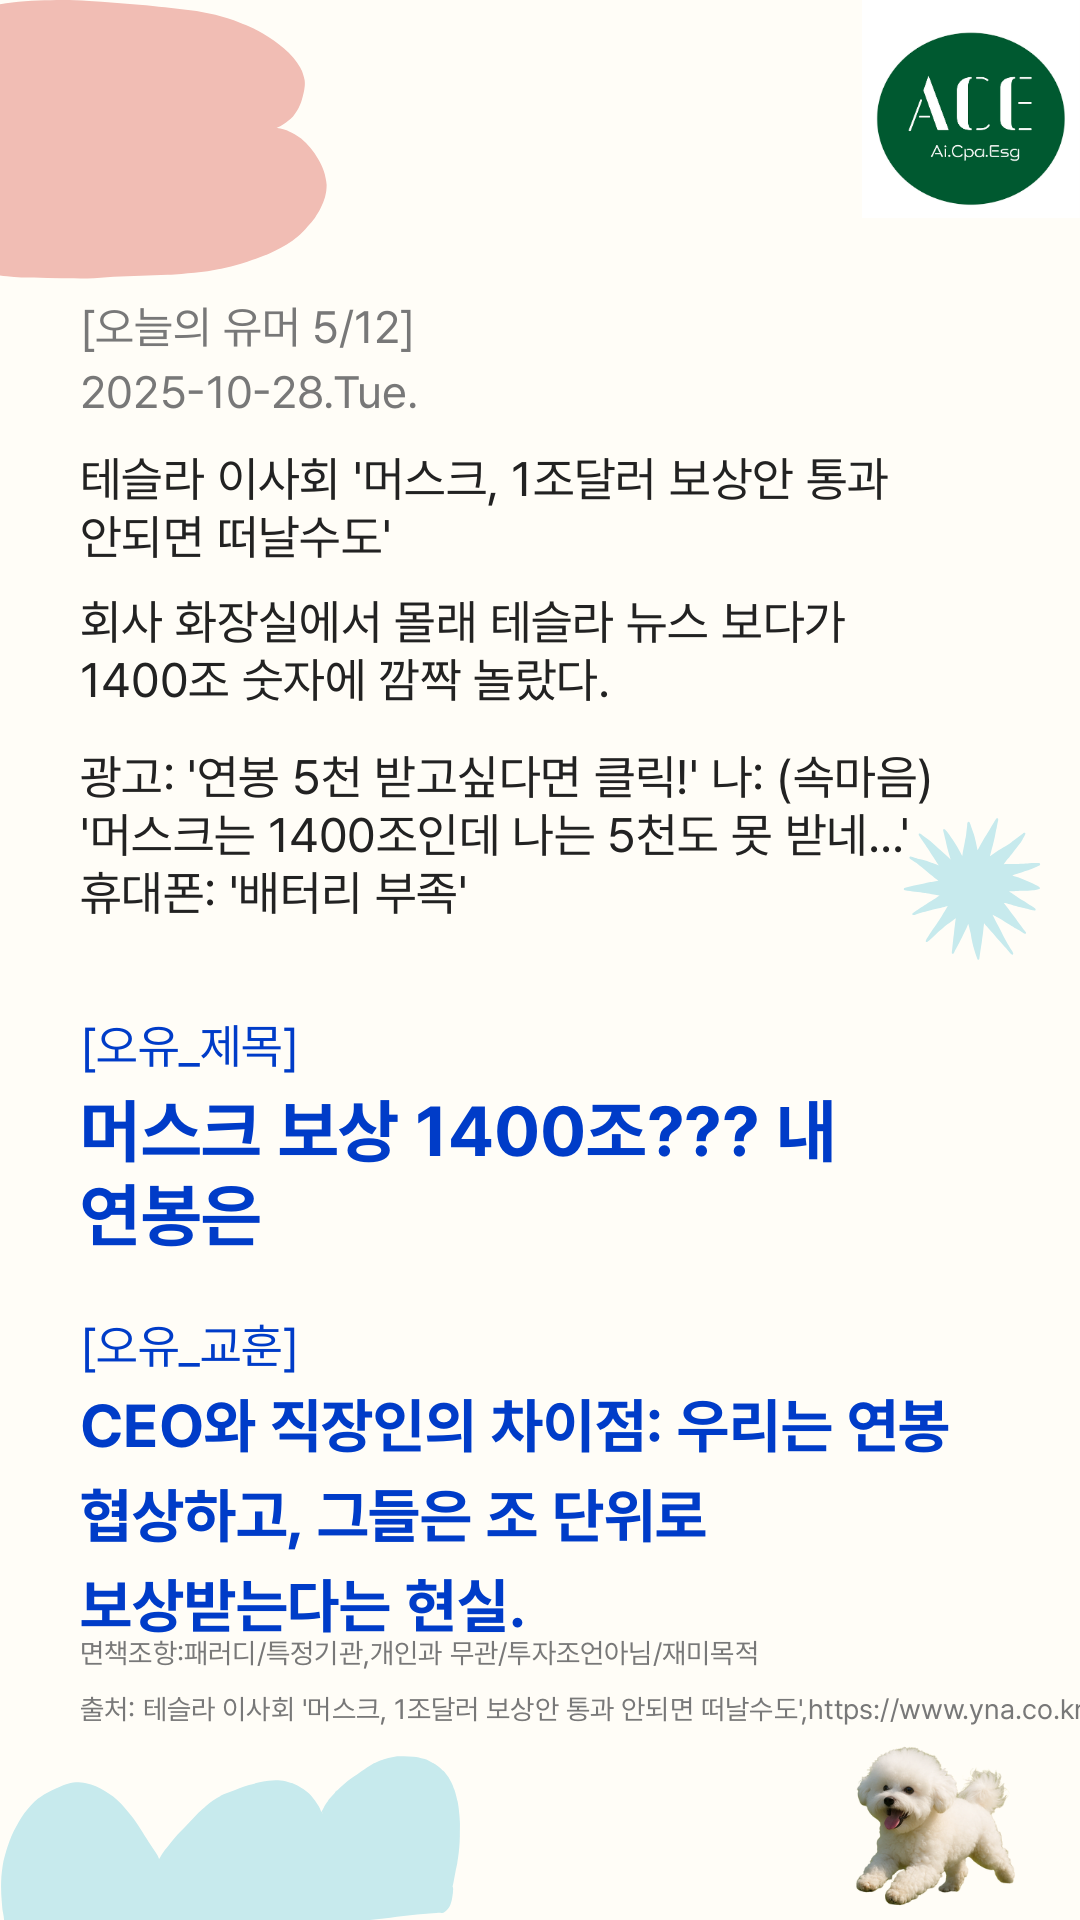 ACE
Ai.Cpa.Esg
[오늘의 유머 5/12]
2025-10-28.Tue.
테슬라 이사회 '머스크, 1조달러 보상안 통과
안되면 떠날수도'
회사 화장실에서 몰래 테슬라 뉴스 보다가
1400조 숫자에 깜짝 놀랐다.
광고: '연봉 5천 받고싶다면 클릭!' 나: (속마음)
'머스크는 1400조인데 나는 5천도 못 받네...'
휴대폰: '배터리 부족'
[오유_제목]
머스크 보상 1400조??? 내
연봉은
[오유_교훈]
CEO와 직장인의 차이점: 우리는 연봉
협상하고, 그들은 조 단위로
보상받는다는 현실.
면책조항:패러디/특정기관,개인과 무관/투자조언아님/재미목적
출처: 테슬라 이사회 '머스크, 1조달러 보상안 통과 안되면 떠날수도',https://www.yna.co.kr